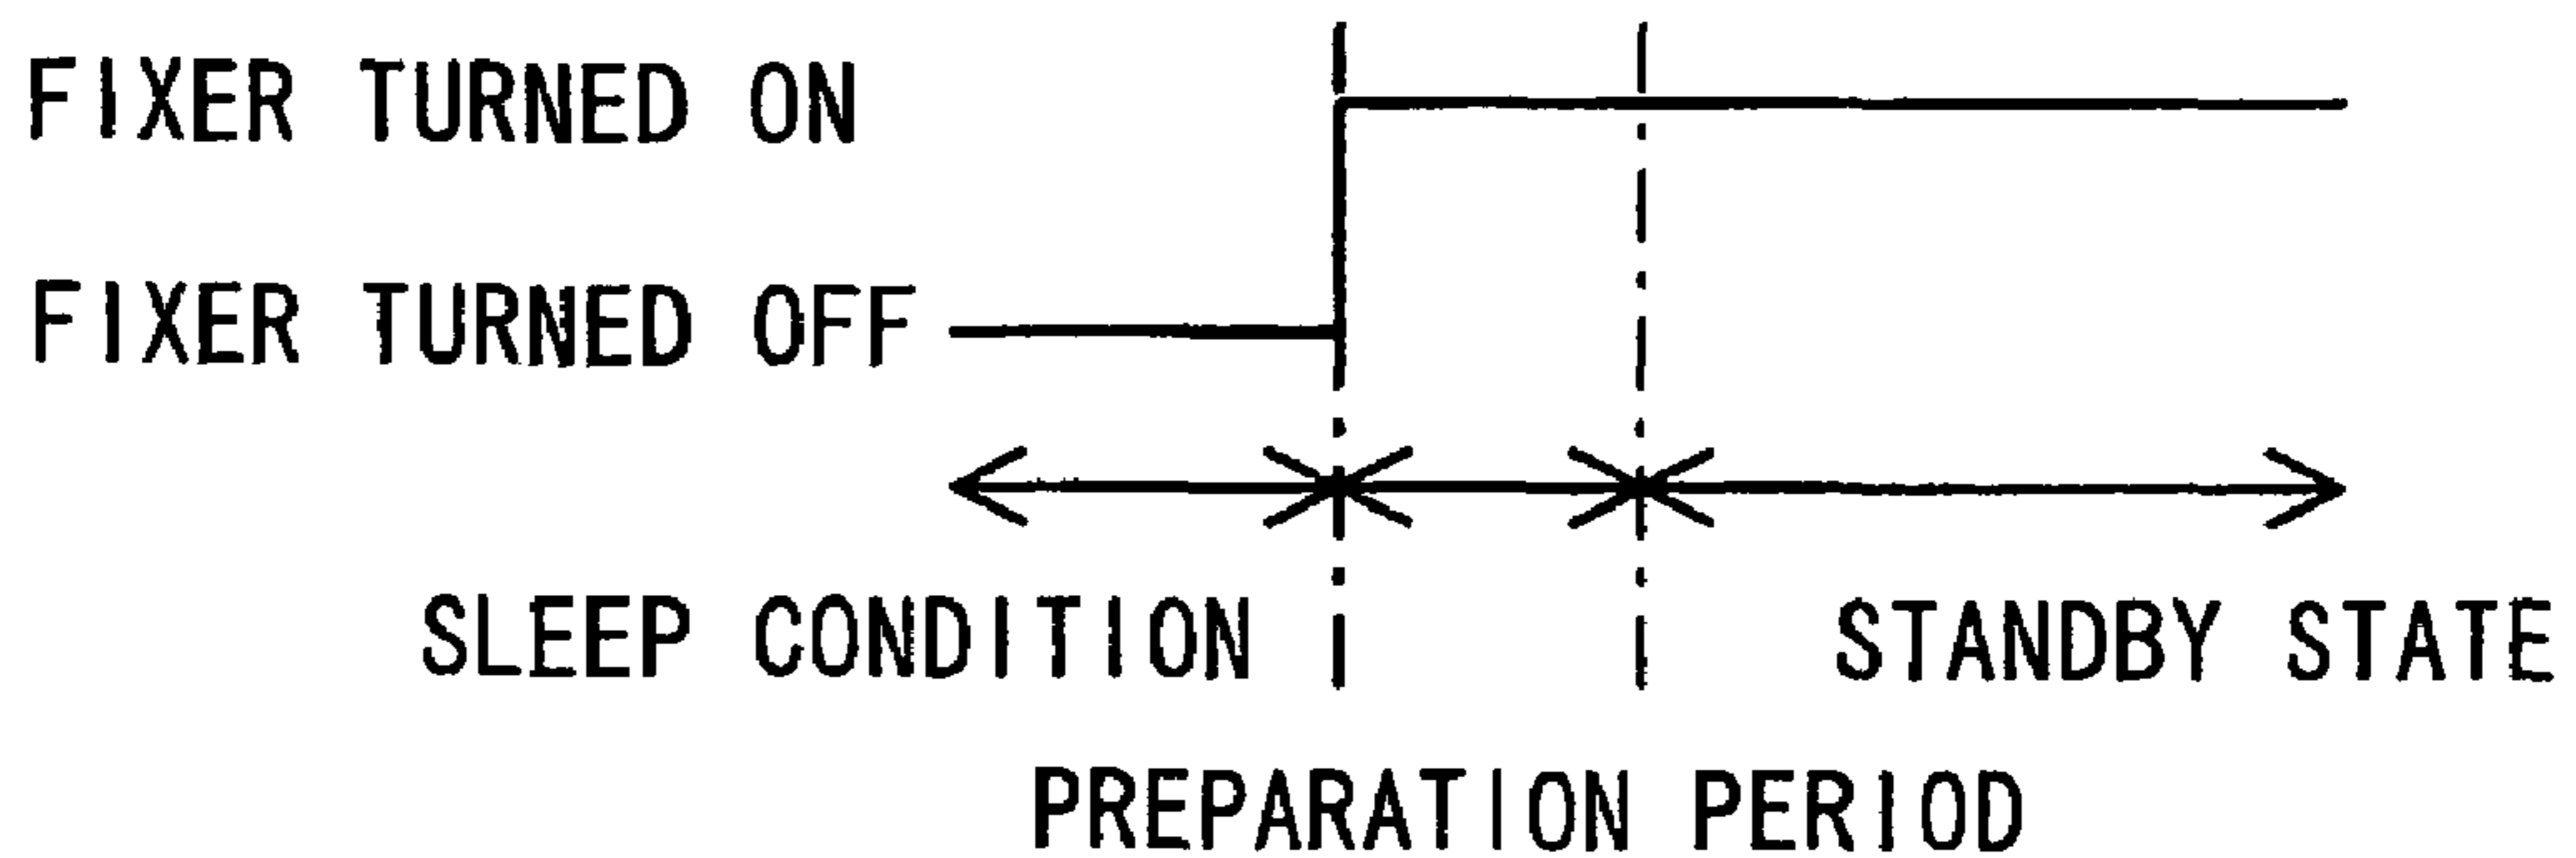 FIXER TURNED ON
FIXER TURNED OFF
SLEEP CONDITION
STANDBY STATE
PREPARATION PERIOD